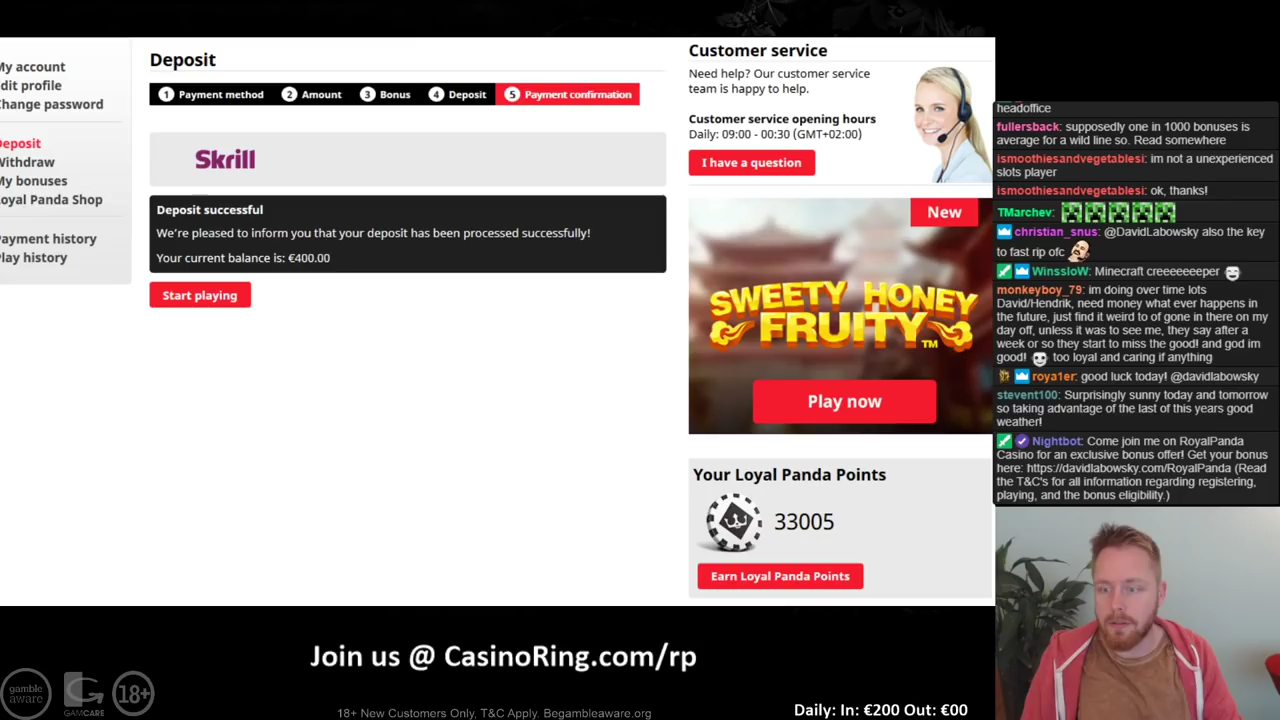 My account
Edit profile
Change password
Deposit
Withdraw
My bonuses
Loyal Panda Shop
Payment history
Play history
Deposit
1 Payment method 2 Amount 3 Bonus 4 Deposit 5 Payment confirmation
Skrill
Deposit successful
We're pleased to inform you that your deposit has been processed successfully!
Your current balance is: €400.00
Start playing
Customer service
Need help? Our customer service
team is happy to help.
Customer service opening hours
Daily: 09:00 - 00:30 (GMT+02:00)
I have a question
New
SWEETY HONEY
FRUITY™
Play now
Your Loyal Panda Points
33005
Earn Loyal Panda Points
headoffice
fullersback: supposedly one in 1000 bonuses is
average for a wild line so. Read somewhere
ismoothiesandvegetablesi: im not a unexperienced
slots player
ismoothiesandvegetablesi: ok, thanks!
TMarchev:
christian_snus: @DavidLabowsky also the key
to fast rip ofc
WinssloW: Minecraft creeeeeeeper
monkeyboy_79: im doing over time lots
David/Hendrik, need money what ever happens in
the future, just find it weird to of gone in there on my
day off, unless it was to see me, they say after a
week or so they start to miss the good! and god im
good! too loyal and caring if anything
roya1er: good luck today! @davidlabowsky
stevent100: Surprisingly sunny today and tomorrow
so taking advantage of the last of this years good
weather!
Nightbot: Come join me on RoyalPanda
Casino for an exclusive bonus offer! Get your bonus
here: https://davidlabowsky.com/RoyalPanda (Read
the T&C's for all information regarding registering,
playing, and the bonus eligibility.)
Join us @ CasinoRing.com/rp
gamble
aware
GAMCARE
18+
18+ New Customers Only, T&C Apply. Begambleaware.org
Daily: In: €200 Out: €00